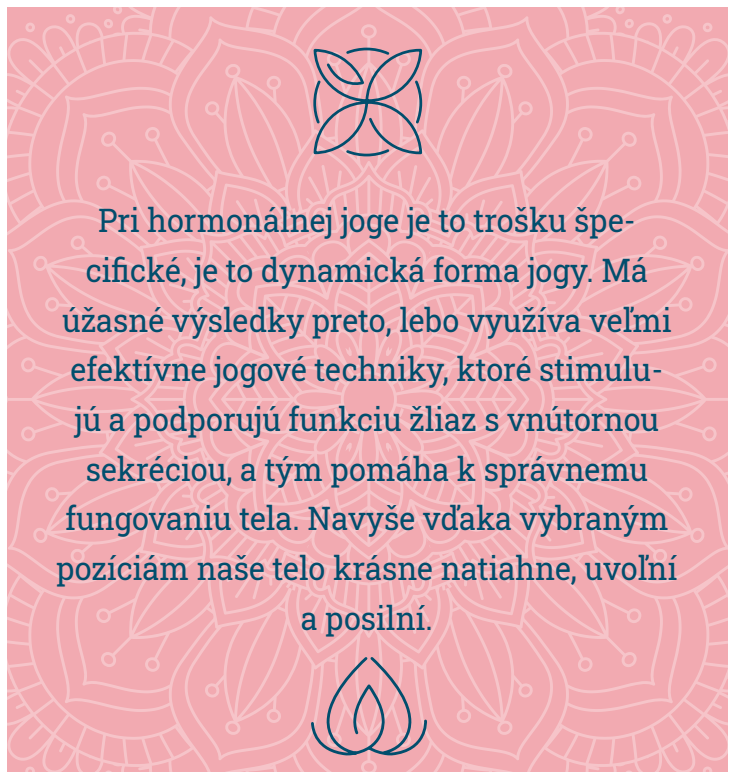 Pri hormonálnej joge je to trošku špe-
cifické, je to dynamická forma jogy. Má
úžasné výsledky preto, lebo využíva veľmi
efektívne jogové techniky, ktoré stimulu-
jú a podporujú funkciu žliaz s vnútornou
sekréciou, a tým pomáha k správnemu
fungovaniu tela. Navyše vďaka vybraným
pozíciám naše telo krásne natiahne, uvoľní
a posilní.